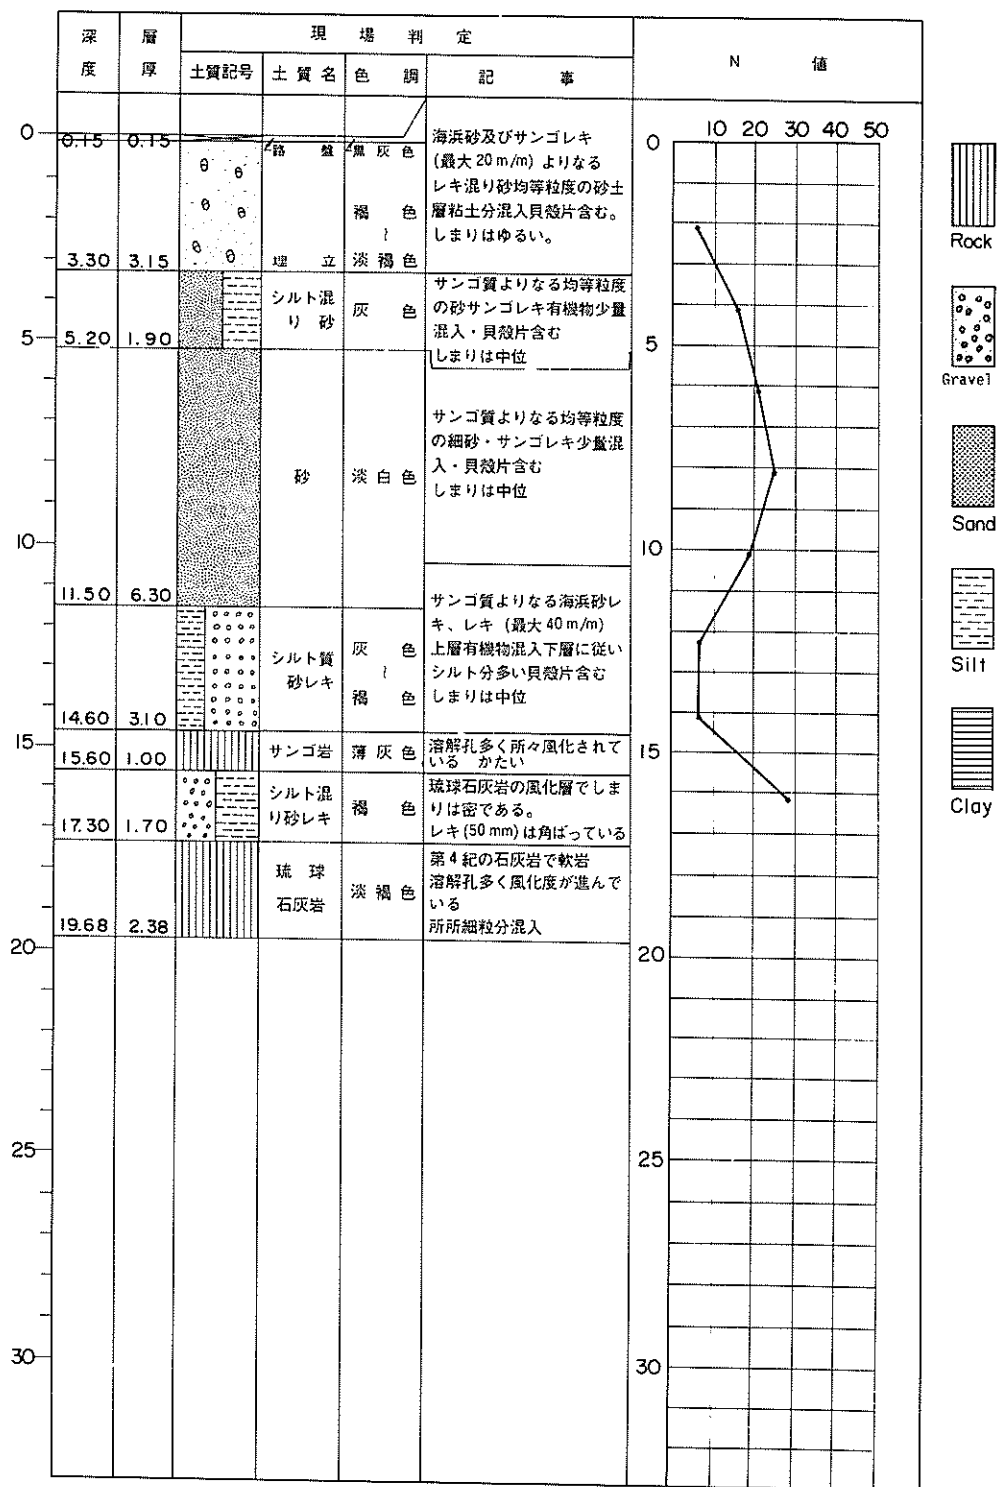 深度
層厚
現場判定
土質記号
土質名
色調
記事
N値
0
0.15
0.15
路盤
黒灰色
海浜砂及びサンゴレキ
(最大20m/m)よりなる
レキ混り砂均等粒度の砂土
層粘土分混入貝殻片含む。
しまりはゆるい。
褐色
~
淡褐色
埋立
3.30
3.15
シルト混
り砂
灰色
サンゴ質よりなる均等粒度
の砂サンゴレキ有機物少量
混入・貝殻片含む
しまりは中位
5
5.20
1.90
砂
淡白色
サンゴ質よりなる均等粒度
の細砂・サンゴレキ少量混
入・貝殻片含む
しまりは中位
10
11.50
6.30
シルト質
砂レキ
灰色
~
褐色
サンゴ質よりなる海浜砂レ
キ、レキ(最大40m/m)
上層有機物混入下層に従い
シルト分多い貝殻片含む
しまりは中位
14.60
3.10
15
15.60
1.00
サンゴ岩
薄灰色
溶解孔多く所々風化されて
いる かたい
シルト混
り砂レキ
褐色
琉球石灰岩の風化層でしま
りは密である。
レキ(50mm)は角ばっている
17.30
1.70
琉球
石灰岩
淡褐色
第4紀の石灰岩で軟岩
溶解孔多く風化度が進んで
いる
所所細粒分混入
19.68
2.38
20
25
30
10 20 30 40 50
0
5
10
15
20
25
30
Rock
Gravel
Sand
Silt
Clay